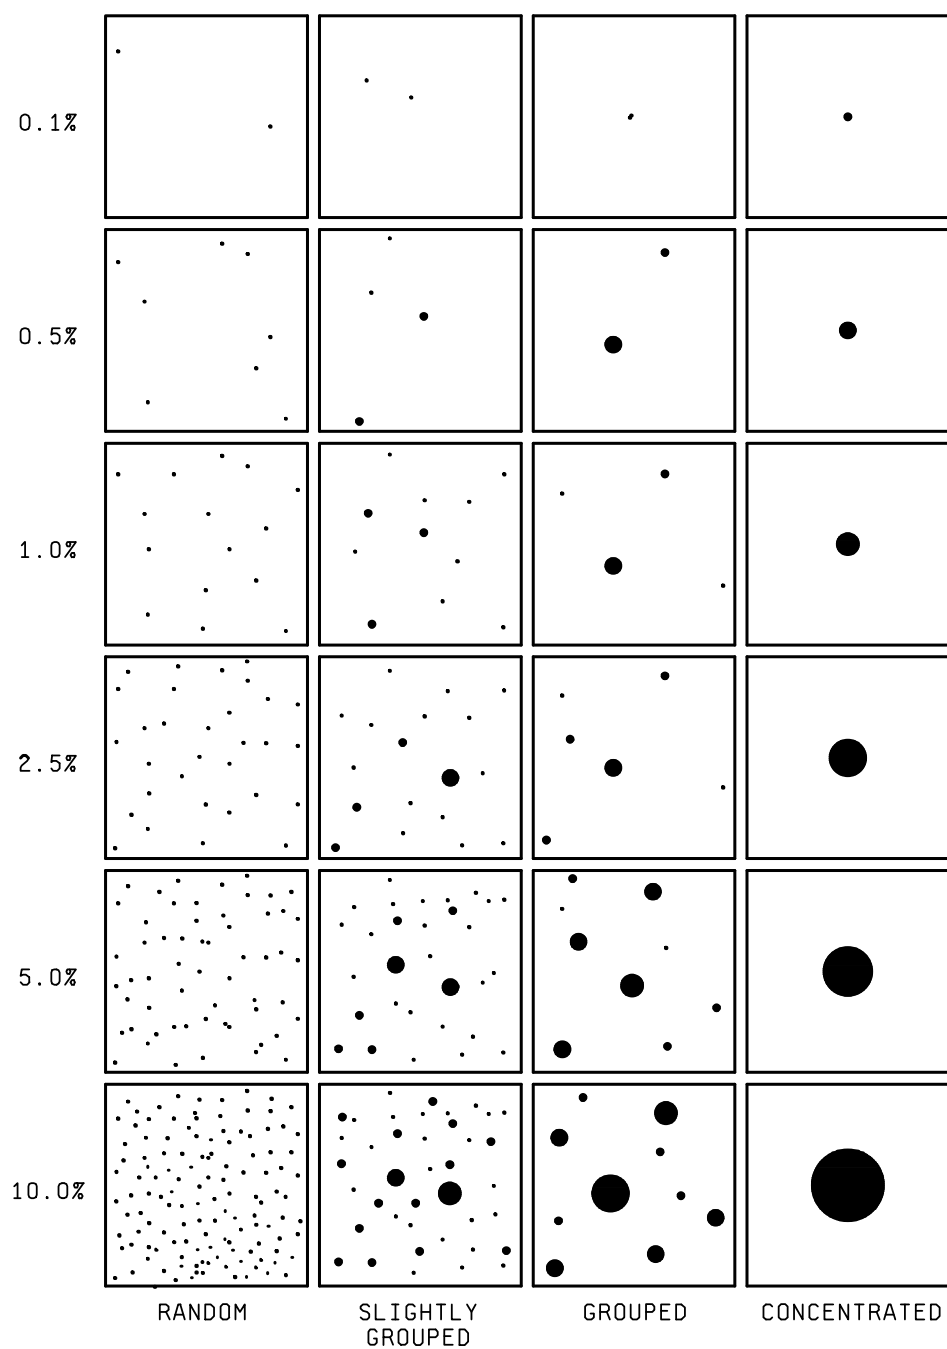 0.1%
0.5%
1.0%
2.5%
5.0%
10.0%
RANDOM
SLIGHTLY
GROUPED
GROUPED
CONCENTRATED